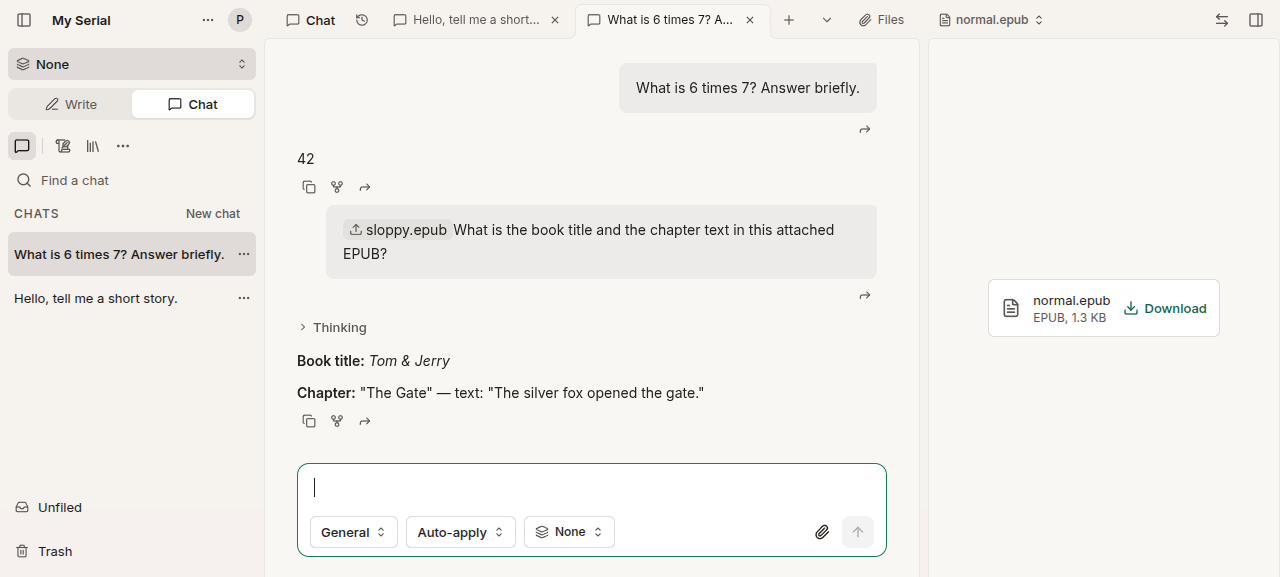 My Serial
P
None
Write
Chat
Find a chat
CHATS
New chat
What is 6 times 7? Answer briefly.
Hello, tell me a short story.
Unfiled
Trash
Chat
Hello, tell me a short...
What is 6 times 7? A...
Files
normal.epub
What is 6 times 7? Answer briefly.
42
sloppy.epub What is the book title and the chapter text in this attached
EPUB?
Thinking
Book title: Tom & Jerry
Chapter: "The Gate" — text: "The silver fox opened the gate."
General
Auto-apply
None
normal.epub
EPUB, 1.3 KB
Download